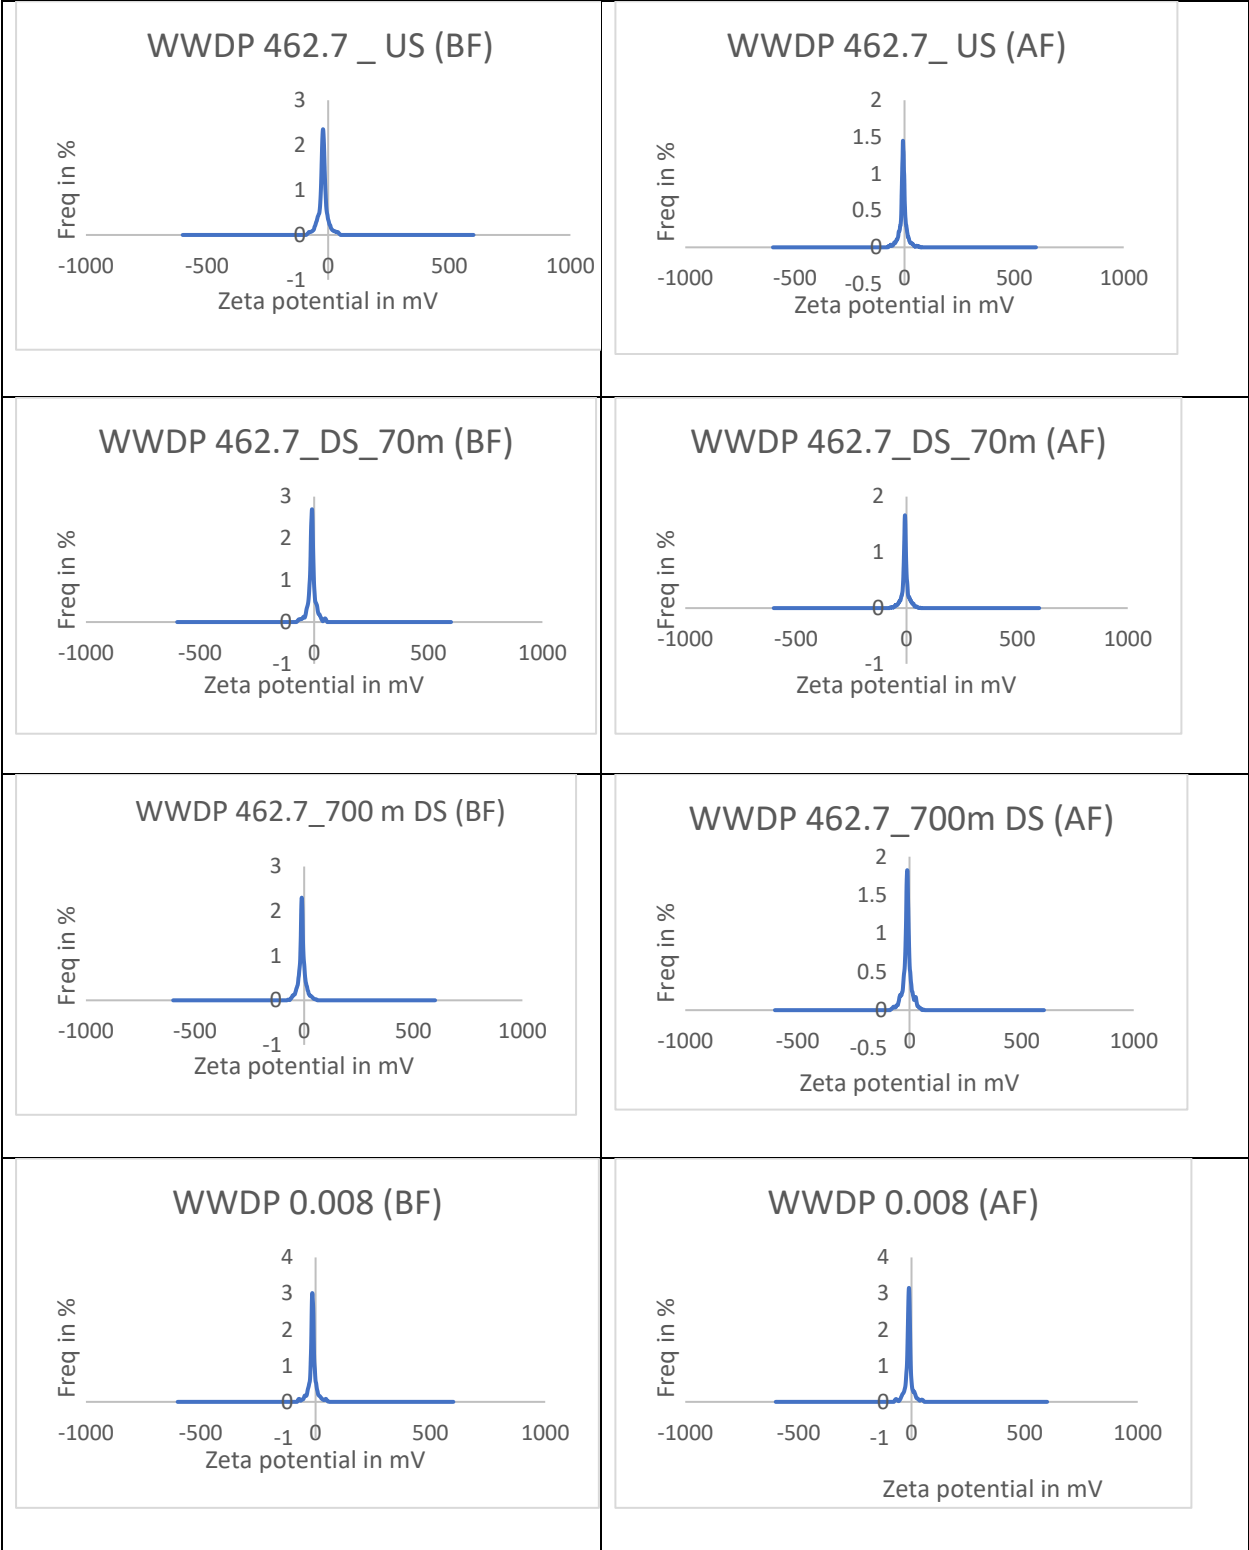 WWDP 462.7 _ US (BF)
3
2
1
0
-1
-1000 -500 0 500 1000
Freq in %
Zeta potential in mV
WWDP 462.7_ US (AF)
2
1.5
1
0.5
0
-0.5
-1000 -500 0 500 1000
Freq in %
Zeta potential in mV
WWDP 462.7_DS_70m (BF)
3
2
1
0
-1
-1000 -500 0 500 1000
Freq in %
Zeta potential in mV
WWDP 462.7_DS_70m (AF)
2
1
0
-1
-1000 -500 0 500 1000
Freq in %
Zeta potential in mV
WWDP 462.7_700 m DS (BF)
3
2
1
0
-1
-1000 -500 0 500 1000
Freq in %
Zeta potential in mV
WWDP 462.7_700m DS (AF)
2
1.5
1
0.5
0
-0.5
-1000 -500 0 500 1000
Freq in %
Zeta potential in mV
WWDP 0.008 (BF)
4
3
2
1
0
-1
-1000 -500 0 500 1000
Freq in %
Zeta potential in mV
WWDP 0.008 (AF)
4
3
2
1
0
-1
-1000 -500 0 500 1000
Freq in %
Zeta potential in mV